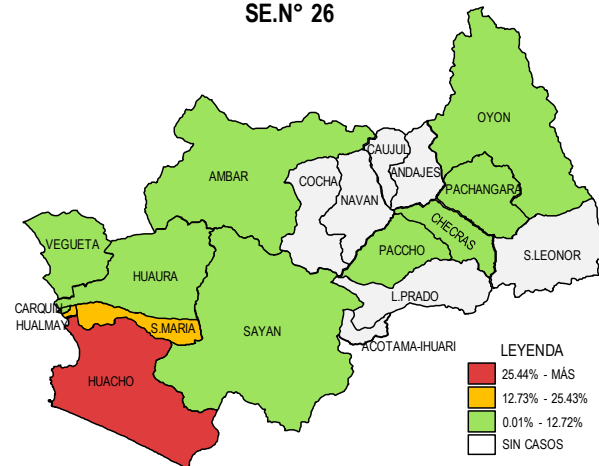 SE.N° 26
OYON
CAUJUL
ANDAJES
AMBAR
COCHA
NAVAN
PACHANGARA
CHECRAS
VEGUETA
PACCHO
S.LEONOR
HUAURA
L.PRADO
CARQUIN
HUALMAY
S.MARIA
SAYAN
ACOTAMA-IHUARI
HUACHO
LEYENDA
25.44% - MÁS
12.73% - 25.43%
0.01% - 12.72%
SIN CASOS